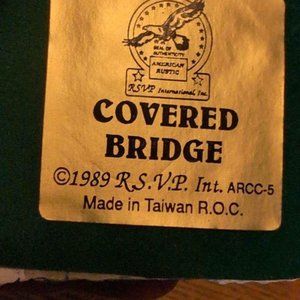 SEAL OF
AUTHENTICITY
AMERICAN
RUSTIC
R.S.V.P. International, Inc.
COVERED
BRIDGE
©1989 R.S.V.P. Int. ARCC-5
Made in Taiwan R.O.C.